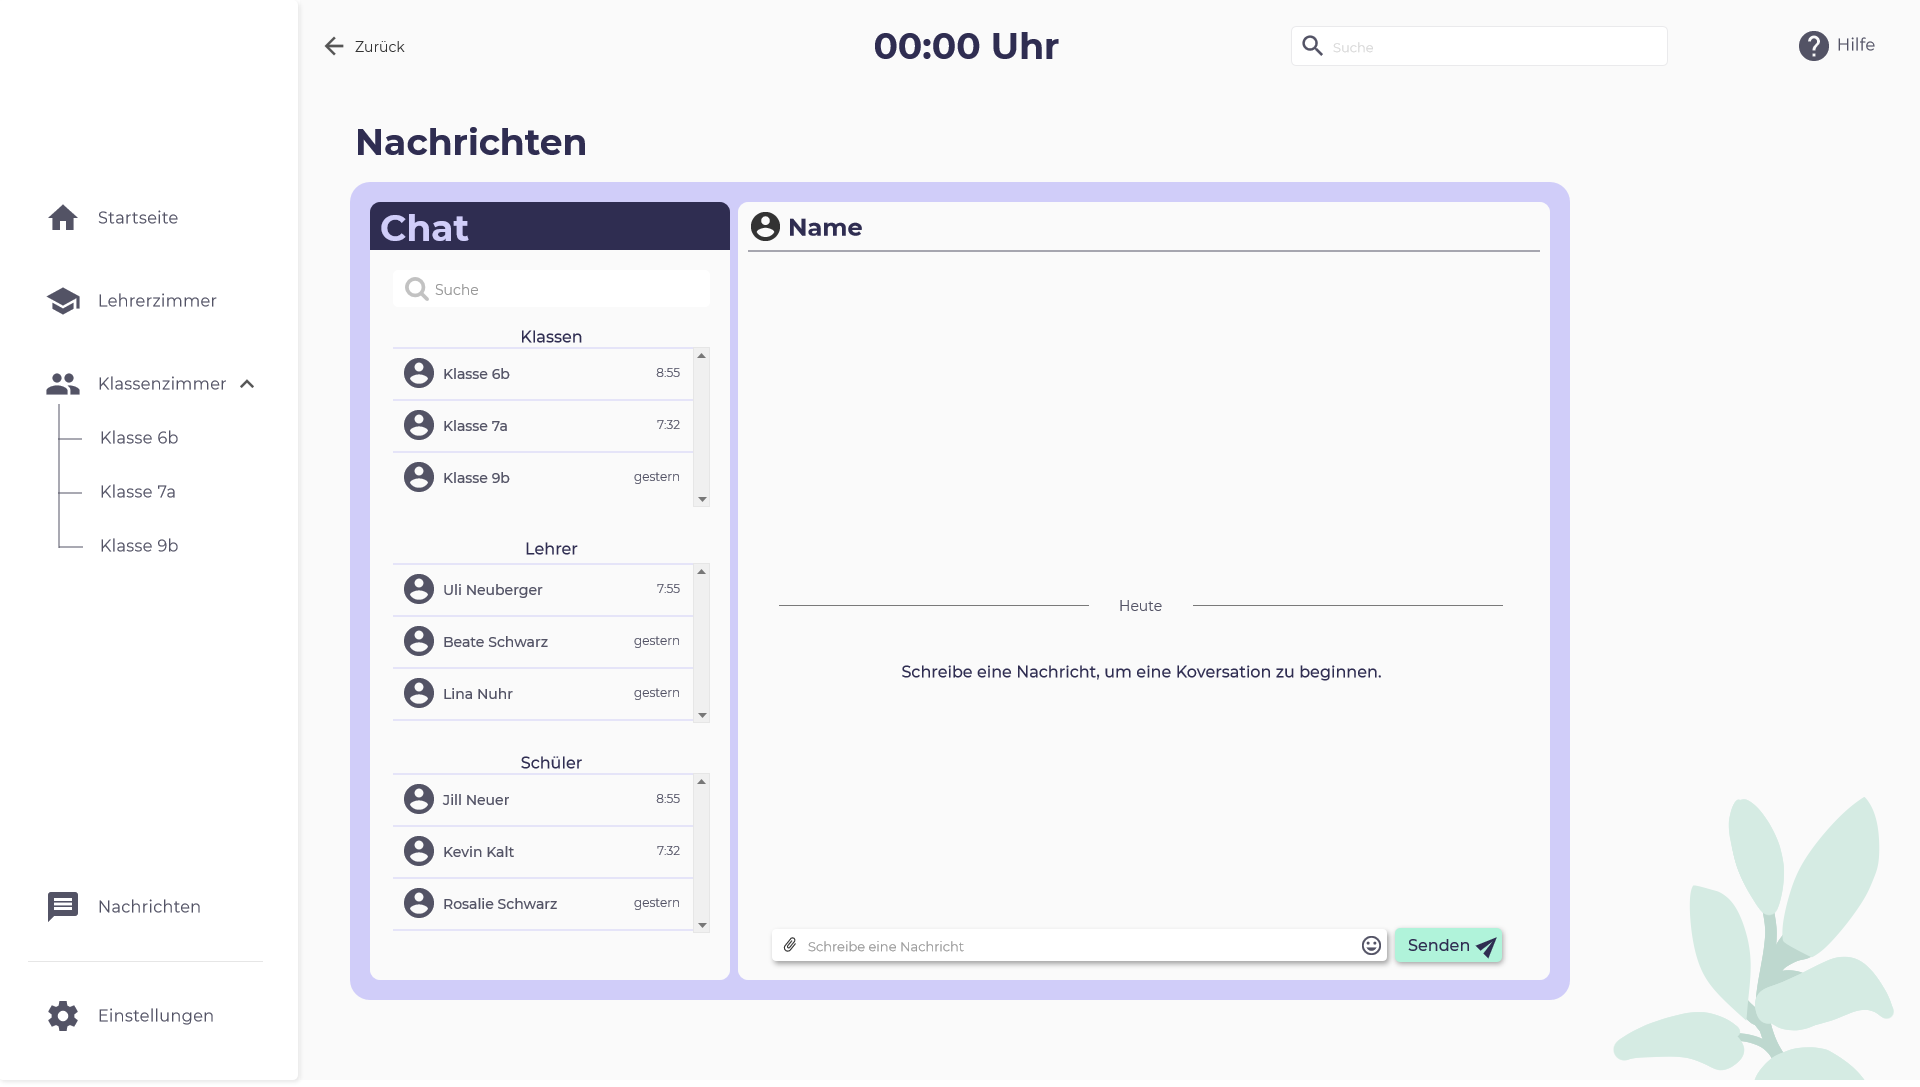 Zurück
00:00 Uhr
Suche
Hilfe
Nachrichten
Startseite
Lehrerzimmer
Klassenzimmer
Klasse 6b
Klasse 7a
Klasse 9b
Nachrichten
Einstellungen
Chat
Suche
Klassen
Klasse 6b 8:55
Klasse 7a 7:32
Klasse 9b gestern
Lehrer
Uli Neuberger 7:55
Beate Schwarz gestern
Lina Nuhr gestern
Schüler
Jill Neuer 8:55
Kevin Kalt 7:32
Rosalie Schwarz gestern
Name
Heute
Schreibe eine Nachricht, um eine Koversation zu beginnen.
Schreibe eine Nachricht
Senden